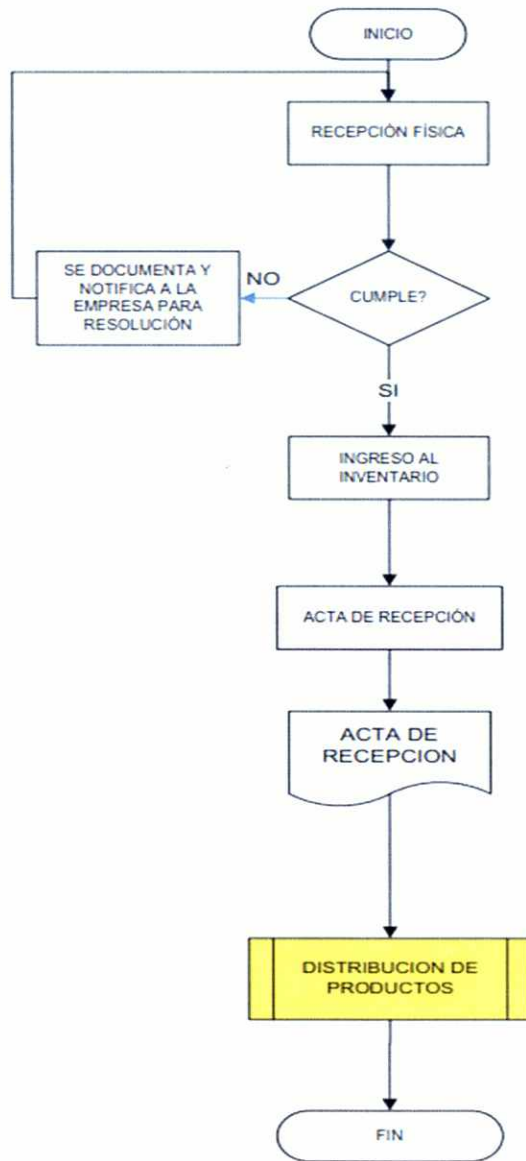 INICIO
RECEPCIÓN FÍSICA
SE DOCUMENTA Y
NOTIFICA A LA
EMPRESA PARA
RESOLUCIÓN
NO
CUMPLE?
SI
INGRESO AL
INVENTARIO
ACTA DE RECEPCIÓN
ACTA DE
RECEPCION
DISTRIBUCION DE
PRODUCTOS
FIN